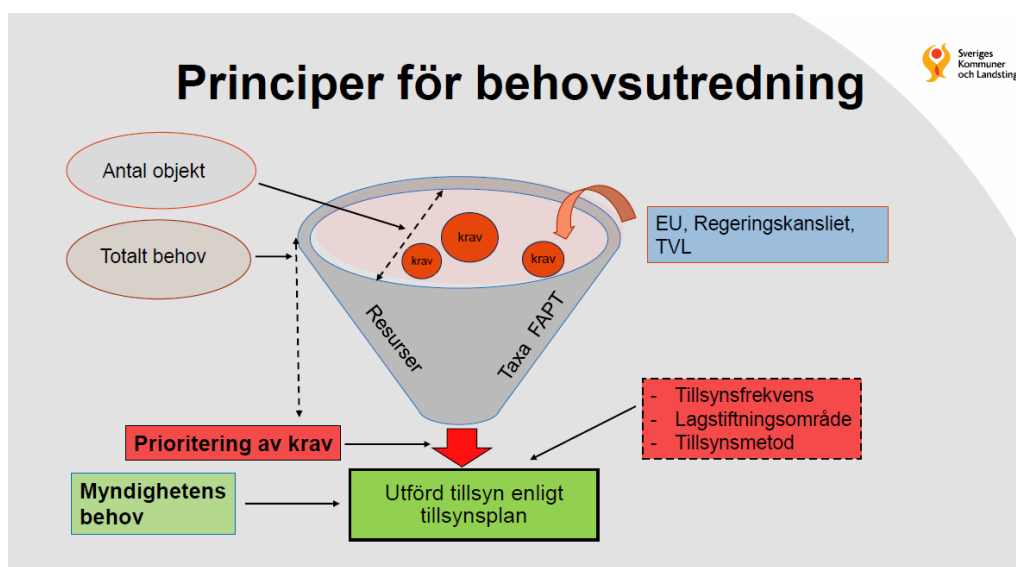 Sveriges
Kommuner
och Landsting
Principer för behovsutredning
Antal objekt
Totalt behov
krav
krav
krav
EU, Regeringskansliet,
TVL
Resurser
Taxa FAPT
- Tillsynsfrekvens
- Lagstiftningsområde
- Tillsynsmetod
Prioritering av krav
Myndighetens
behov
Utförd tillsyn enligt
tillsynsplan